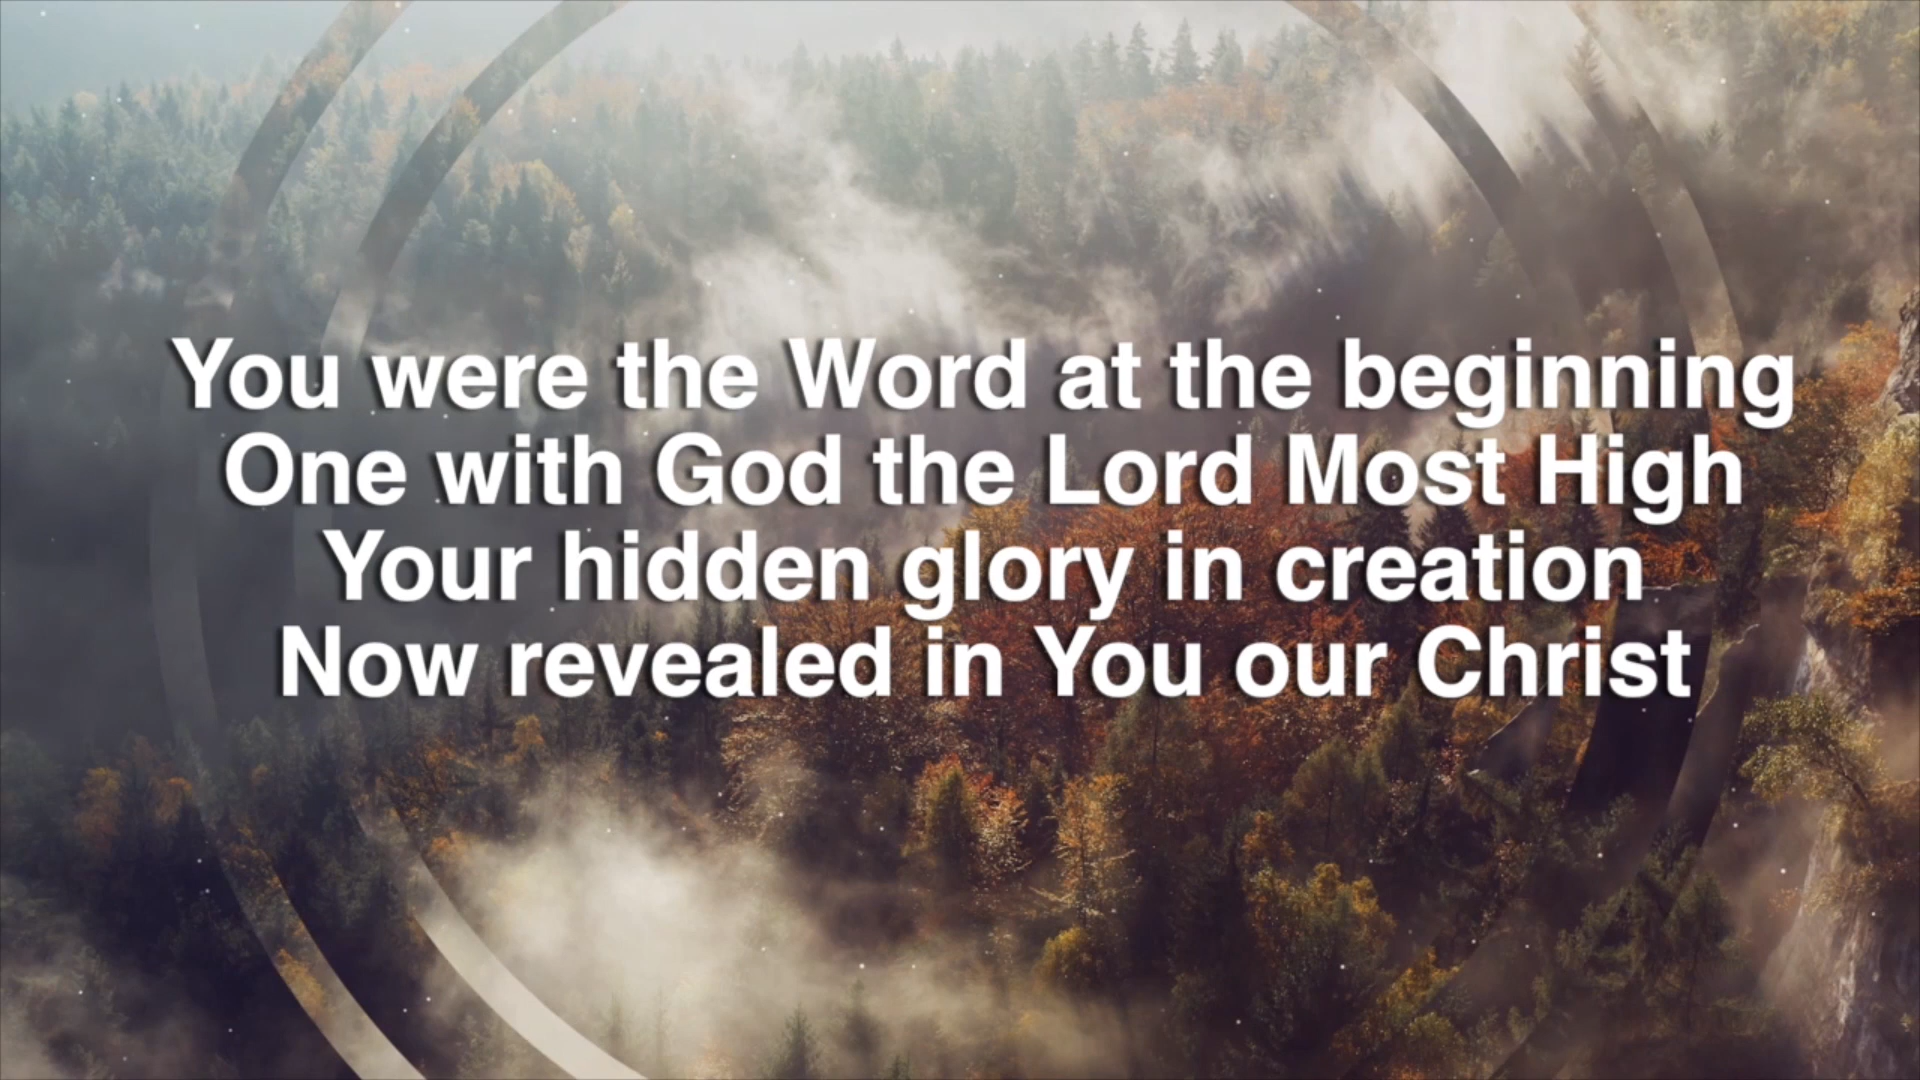 You were the Word at the beginning
One with God the Lord Most High
Your hidden glory in creation
Now revealed in You our Christ